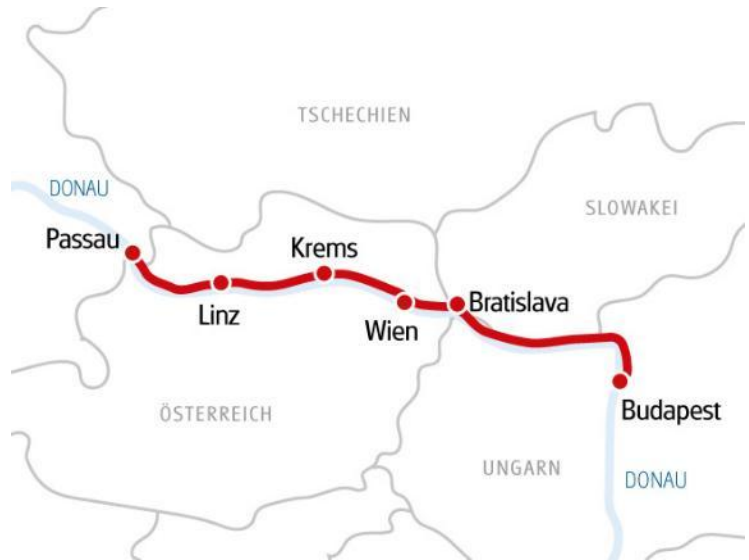 TSCHECHIEN
DONAU
SLOWAKEI
Passau
Krems
Linz
Wien
Bratislava
ÖSTERREICH
Budapest
UNGARN
DONAU